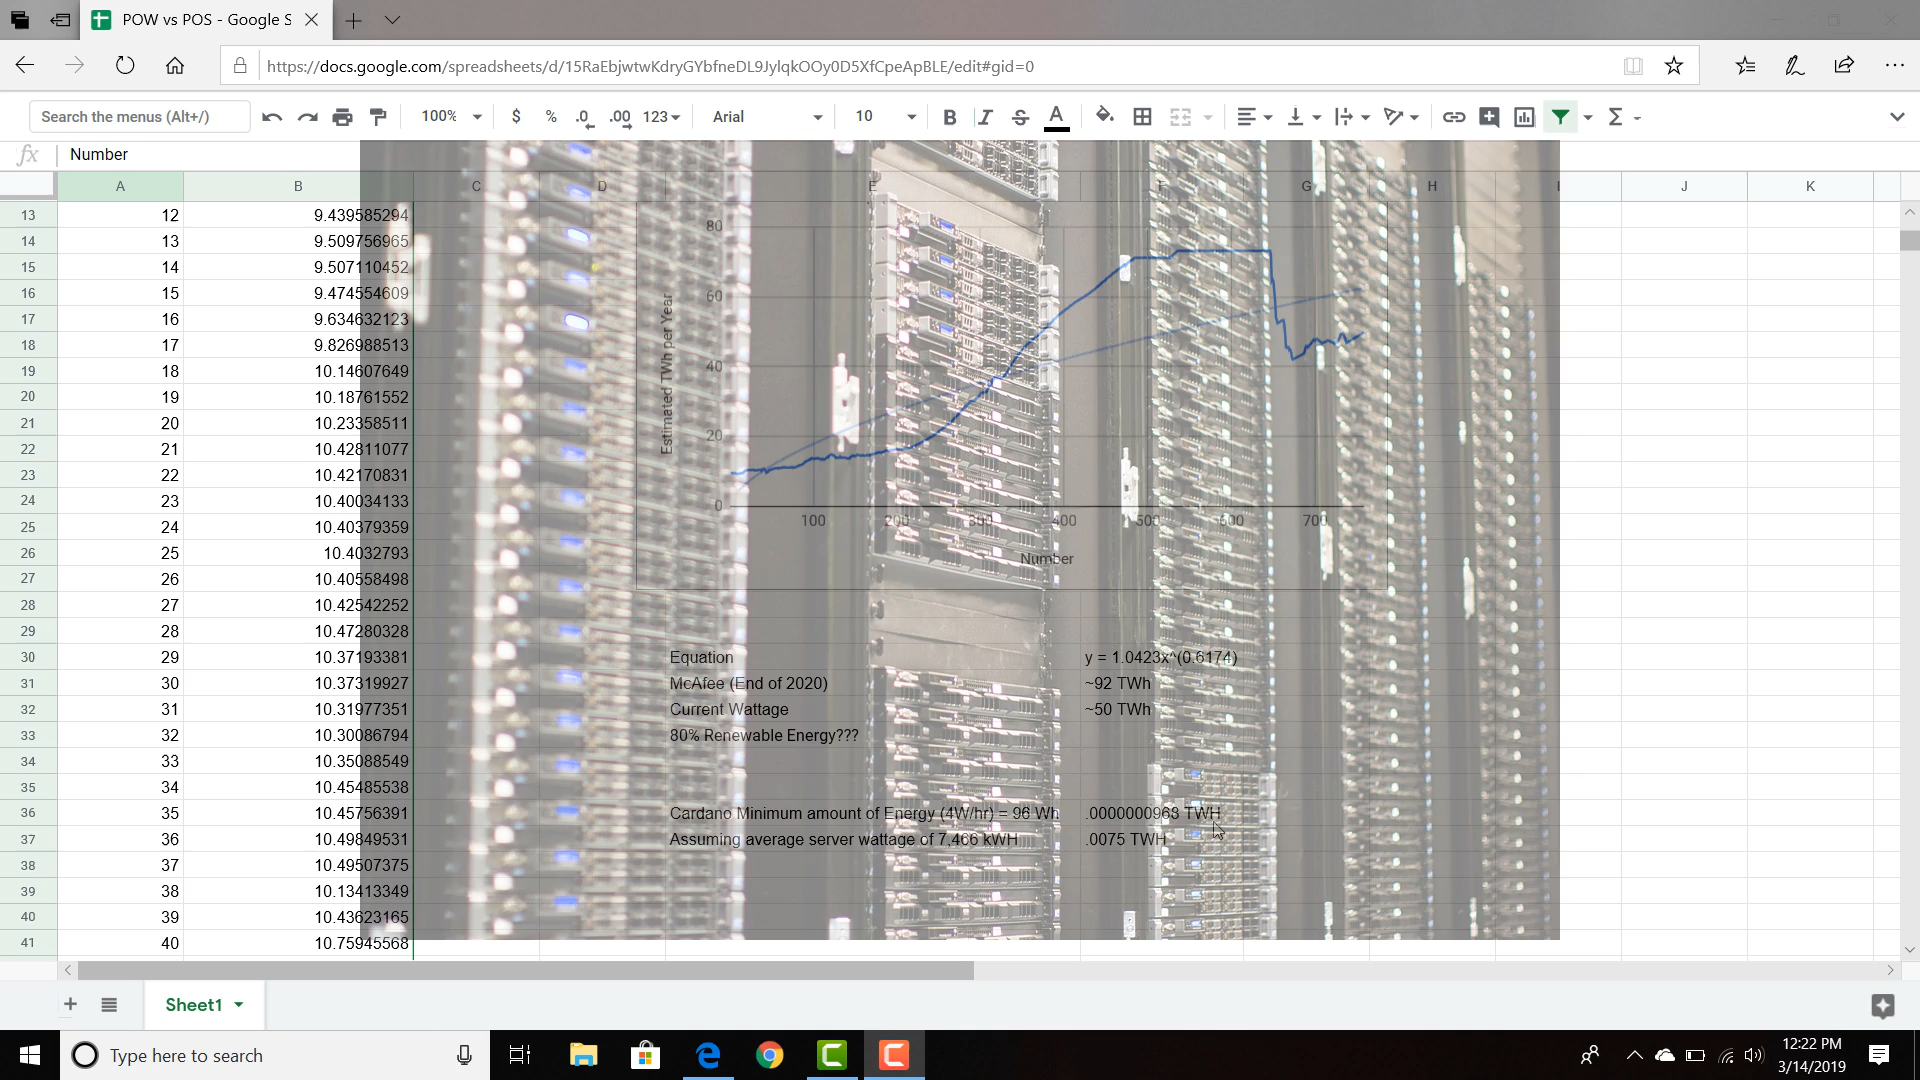 POW vs POS - Google S
https://docs.google.com/spreadsheets/d/15RaEbjwtwKdryGYbfneDL9JylqkOOy0D5XfCpeApBLE/edit#gid=0
Search the menus (Alt+/)
100%
$
%
.0
.00
123
Arial
10
B
I
S
A
Σ
fx
Number
A B C D E F G H I J K
13 12 9.439585294
14 13 9.509756965
15 14 9.507110452
16 15 9.474554609
17 16 9.634632123
18 17 9.826988513
19 18 10.14607649
20 19 10.18761552
21 20 10.23358511
22 21 10.42811077
23 22 10.42170831
24 23 10.40034133
25 24 10.40379359
26 25 10.4032793
27 26 10.40558498
28 27 10.42542252
29 28 10.47280328
30 29 10.37193381
31 30 10.37319927
32 31 10.31977351
33 32 10.30086794
34 33 10.35088549
35 34 10.45485538
36 35 10.45756391
37 36 10.49849531
38 37 10.49507375
39 38 10.13413349
40 39 10.43623165
41 40 10.75945568
Estimated TWh per Year
80
60
40
20
0
100 200 300 400 500 600 700
Number
Equation y = 1.0423x^(0.6174)
McAfee (End of 2020) ~92 TWh
Current Wattage ~50 TWh
80% Renewable Energy???
Cardano Minimum amount of Energy (4W/hr) = 96 Wh .0000000963 TWH
Assuming average server wattage of 7,466 kWH .0075 TWH
Sheet1
Type here to search
12:22 PM
3/14/2019